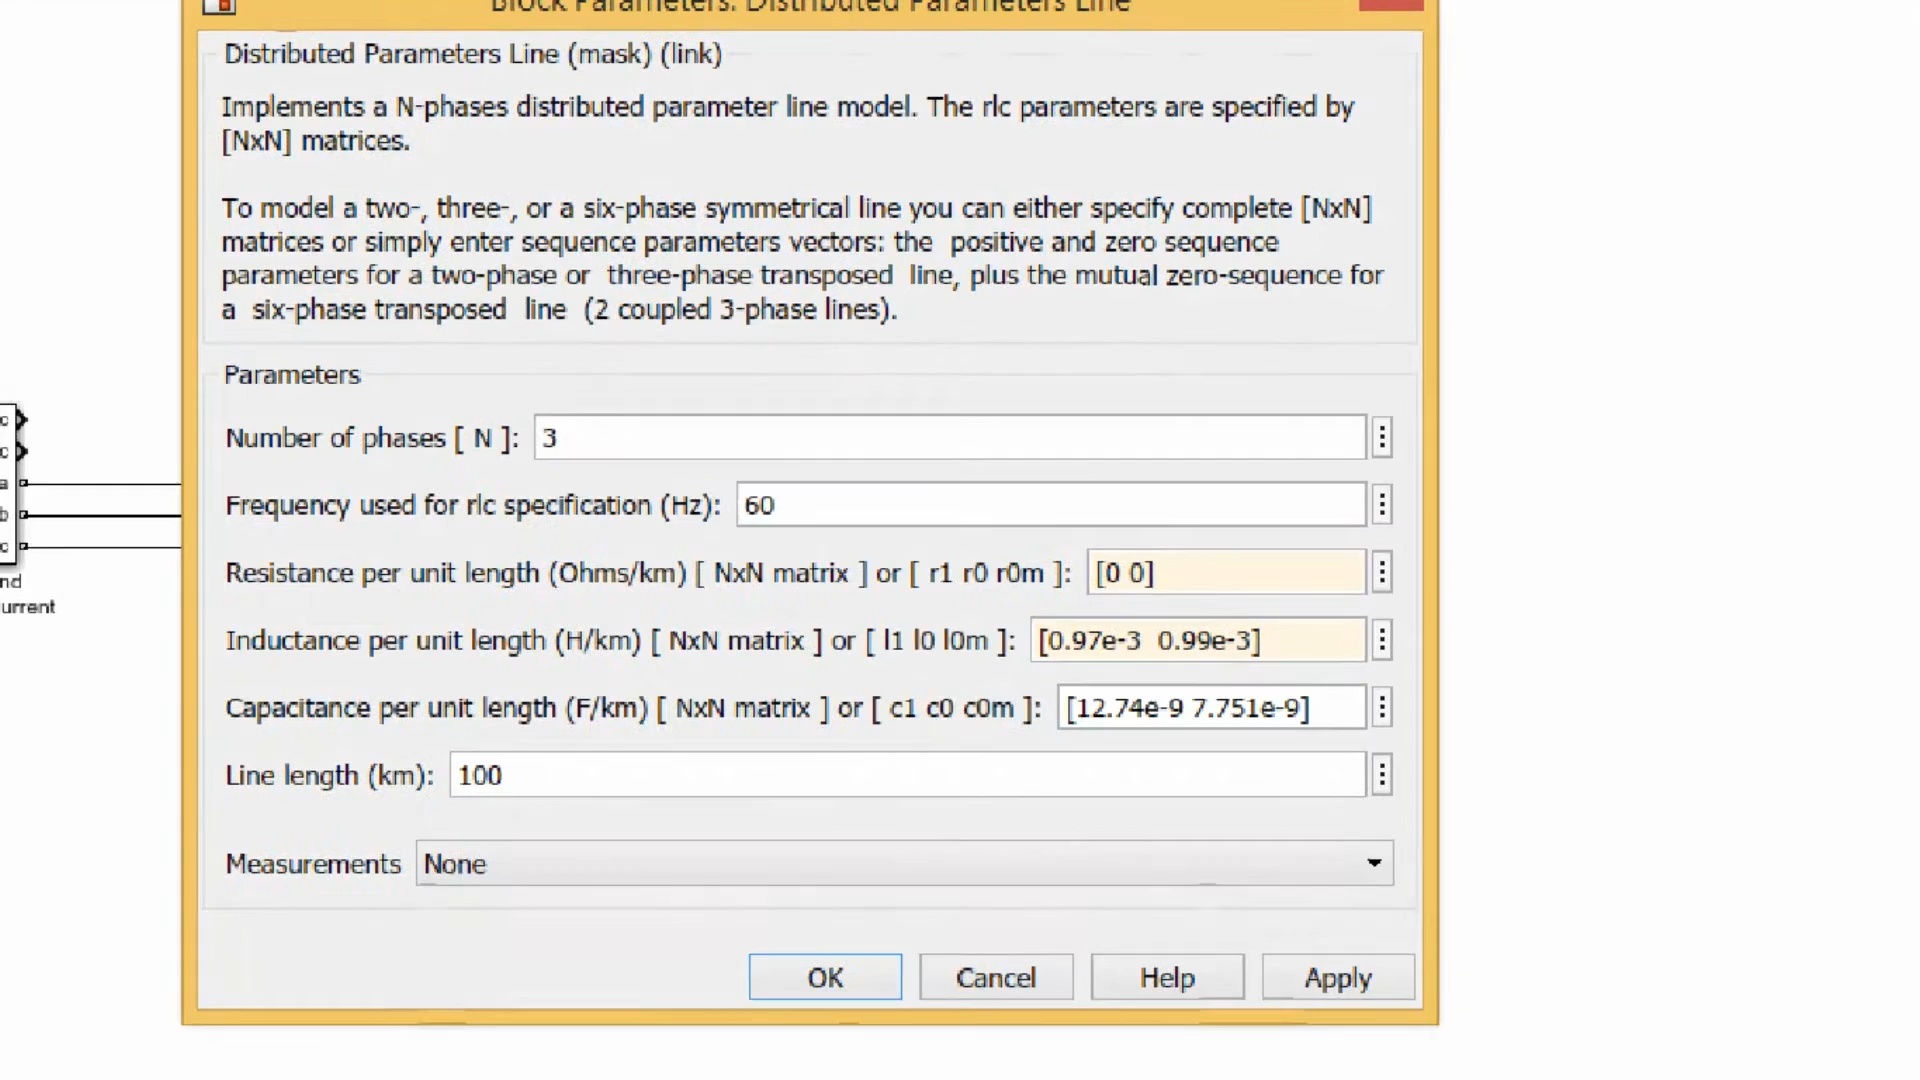 Block Parameters: Distributed Parameters Line
Distributed Parameters Line (mask) (link)
Implements a N-phases distributed parameter line model. The rlc parameters are specified by
[NxN] matrices.
To model a two-, three-, or a six-phase symmetrical line you can either specify complete [NxN]
matrices or simply enter sequence parameters vectors: the positive and zero sequence
parameters for a two-phase or three-phase transposed line, plus the mutual zero-sequence for
a six-phase transposed line (2 coupled 3-phase lines).
Parameters
Number of phases [ N ]: 3
Frequency used for rlc specification (Hz): 60
Resistance per unit length (Ohms/km) [ NxN matrix ] or [ r1 r0 r0m ]: [0 0]
Inductance per unit length (H/km) [ NxN matrix ] or [ l1 l0 l0m ]: [0.97e-3 0.99e-3]
Capacitance per unit length (F/km) [ NxN matrix ] or [ c1 c0 c0m ]: [12.74e-9 7.751e-9]
Line length (km): 100
Measurements None
OK Cancel Help Apply
c
c
a
b
c
nd
urrent